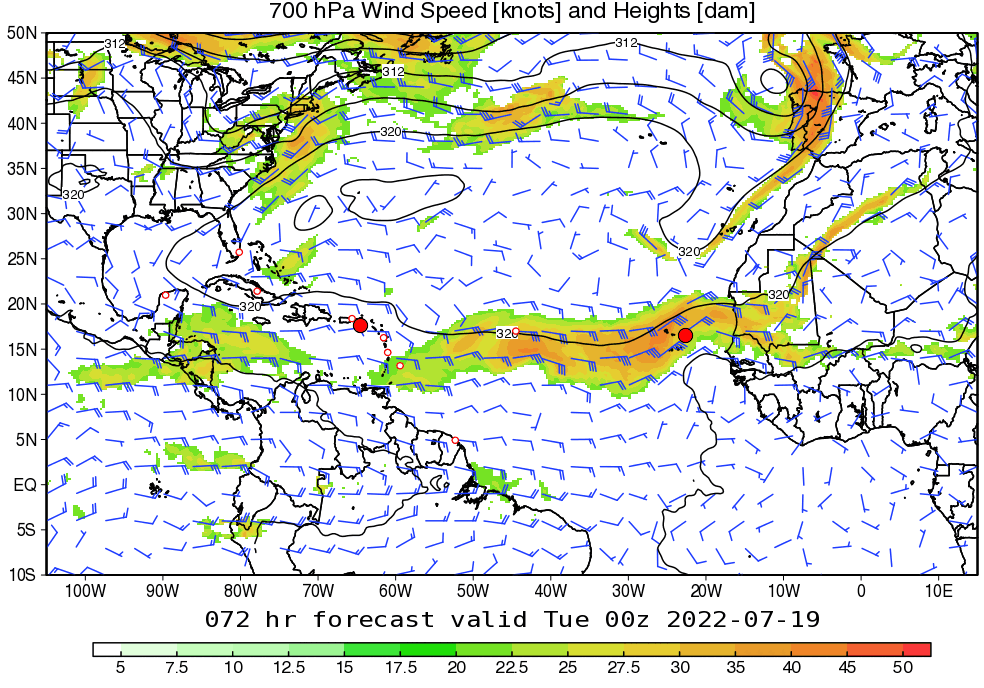 700 hPa Wind Speed [knots] and Heights [dam]
50N
312
312
45N
312
40N
320
35N
320
30N
25N
320
20N
320
320
320
15N
10N
5N
EQ
5S
10S
100W 90W 80W 70W 60W 50W 40W 30W 20W 10W 0 10E
072 hr forecast valid Tue 00z 2022-07-19
5 7.5 10 12.5 15 17.5 20 22.5 25 27.5 30 35 40 45 50